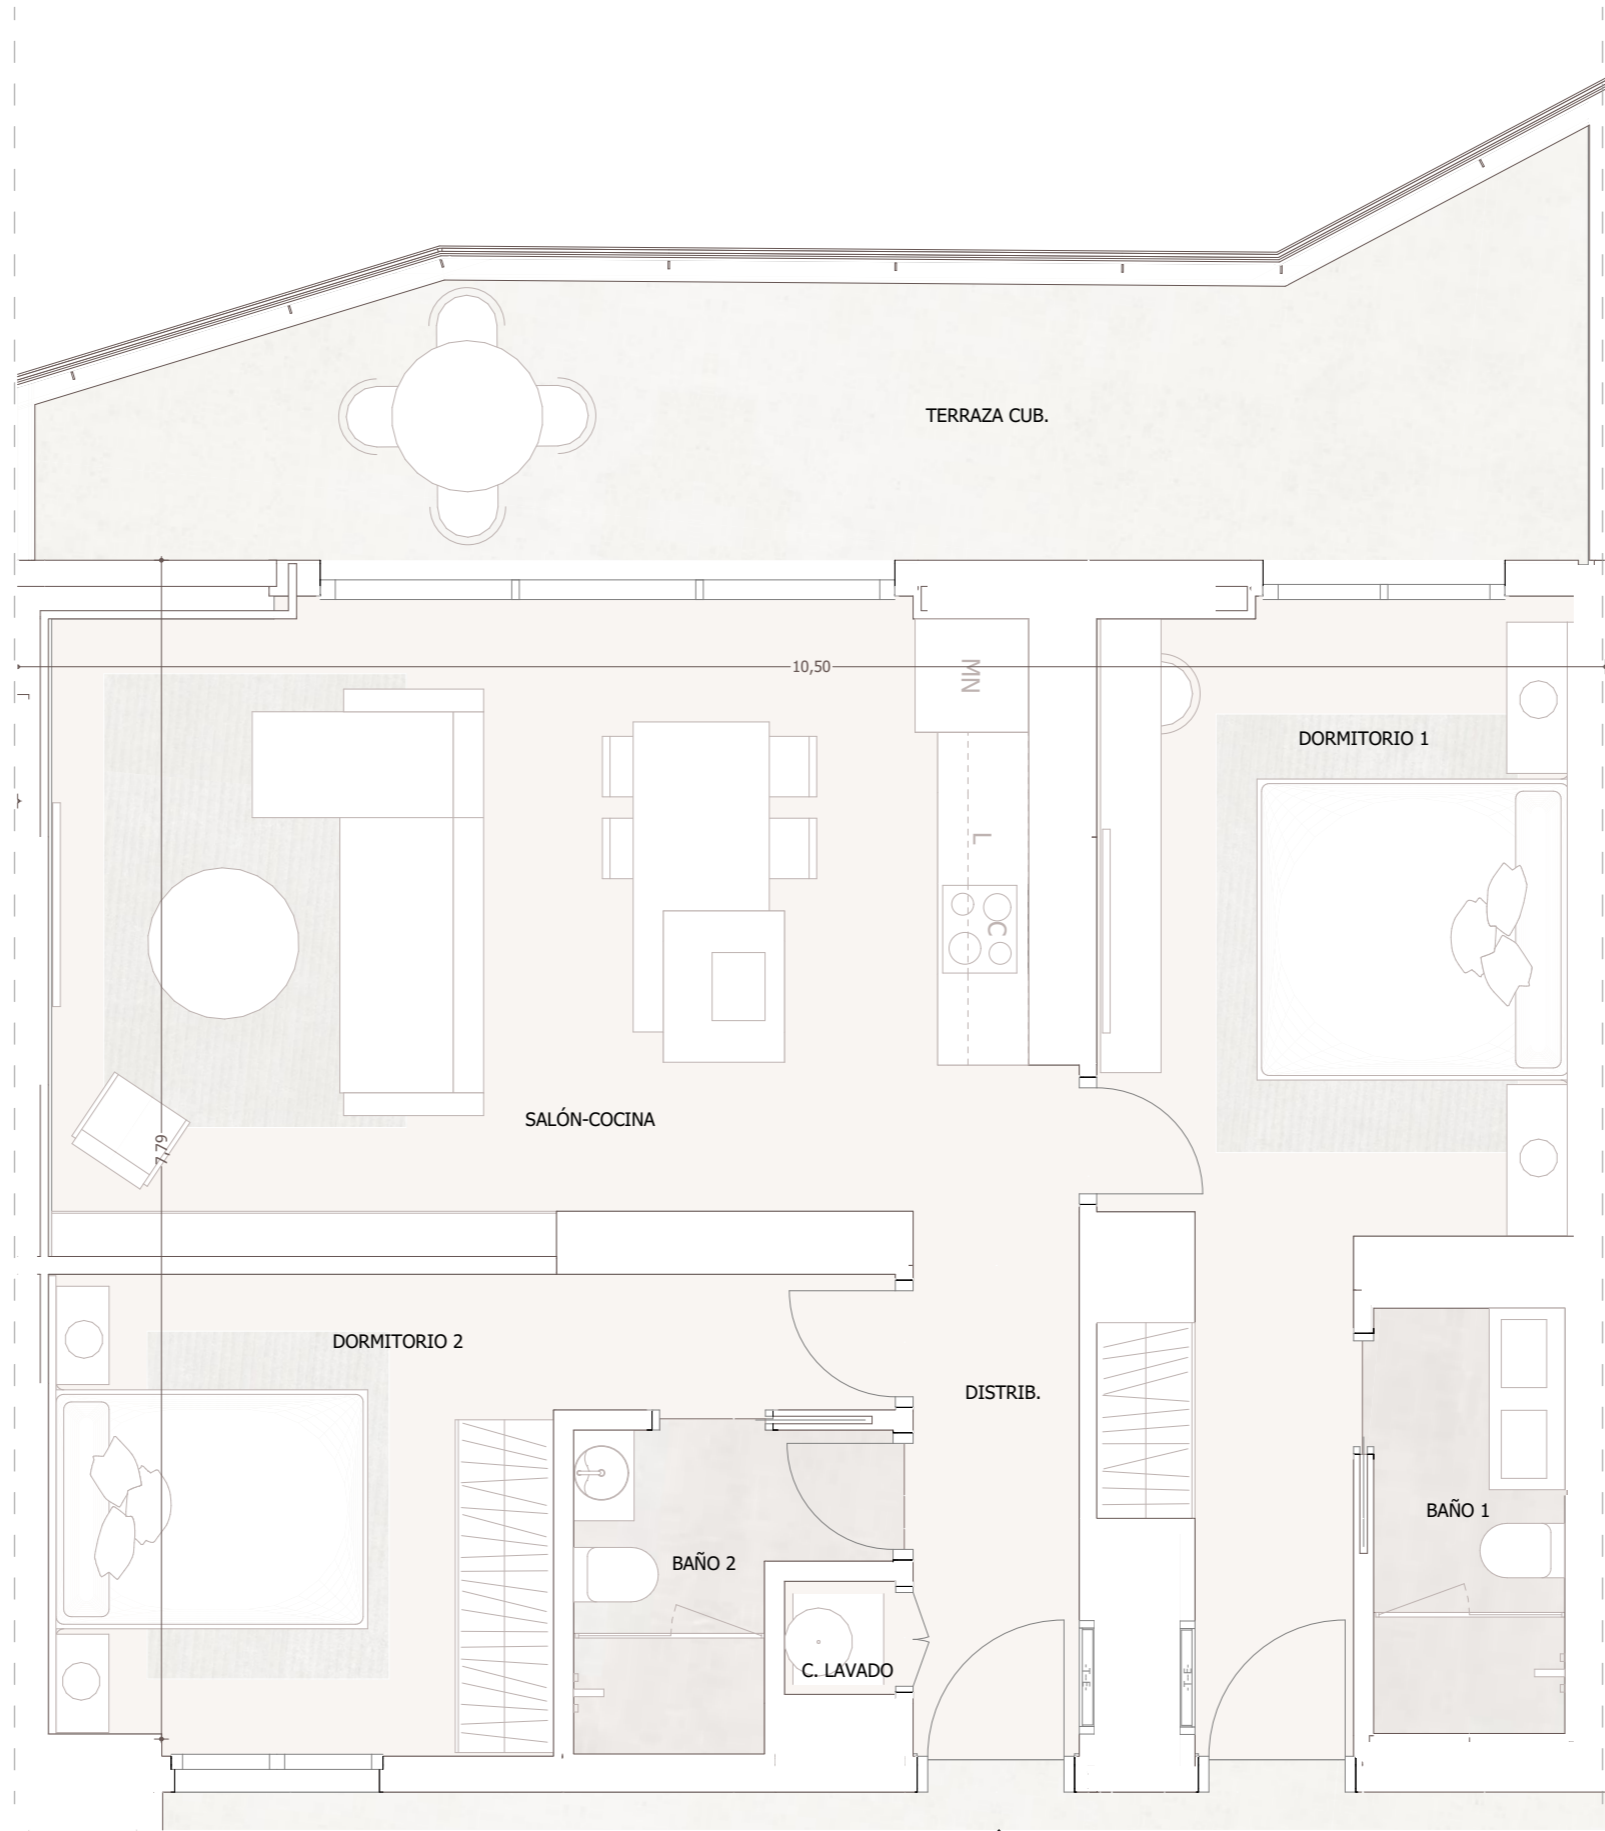 TERRAZA CUB.
10,50
MN
DORMITORIO 1
L
C
SALÓN-COCINA
7,79
DORMITORIO 2
DISTRIB.
BAÑO 1
BAÑO 2
C. LAVADO
-T-E-
-T-E-